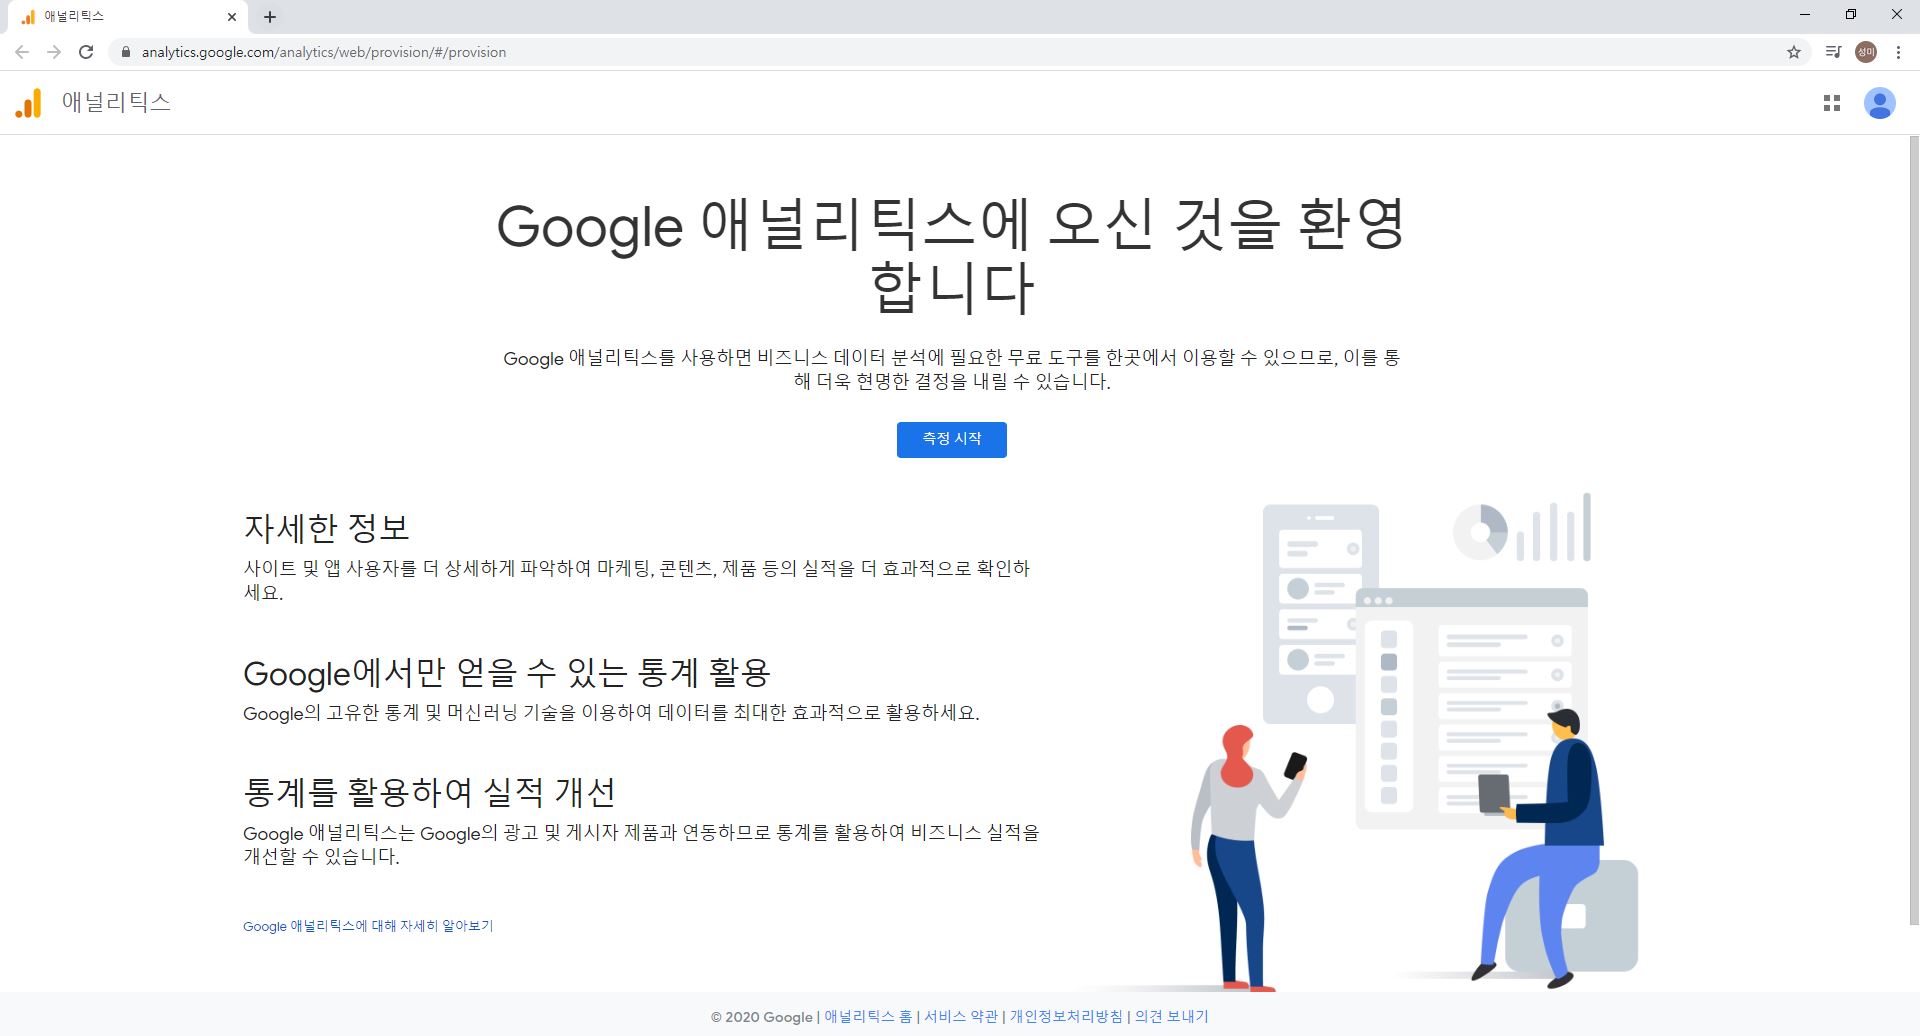 애널리틱스
analytics.google.com/analytics/web/provision/#/provision
성미
애널리틱스
Google 애널리틱스에 오신 것을 환영
합니다
Google 애널리틱스를 사용하면 비즈니스 데이터 분석에 필요한 무료 도구를 한곳에서 이용할 수 있으므로, 이를 통
해 더욱 현명한 결정을 내릴 수 있습니다.
측정 시작
자세한 정보
사이트 및 앱 사용자를 더 상세하게 파악하여 마케팅, 콘텐츠, 제품 등의 실적을 더 효과적으로 확인하
세요.
Google에서만 얻을 수 있는 통계 활용
Google의 고유한 통계 및 머신러닝 기술을 이용하여 데이터를 최대한 효과적으로 활용하세요.
통계를 활용하여 실적 개선
Google 애널리틱스는 Google의 광고 및 게시자 제품과 연동하므로 통계를 활용하여 비즈니스 실적을
개선할 수 있습니다.
Google 애널리틱스에 대해 자세히 알아보기
© 2020 Google | 애널리틱스 홈 | 서비스 약관 | 개인정보처리방침 | 의견 보내기